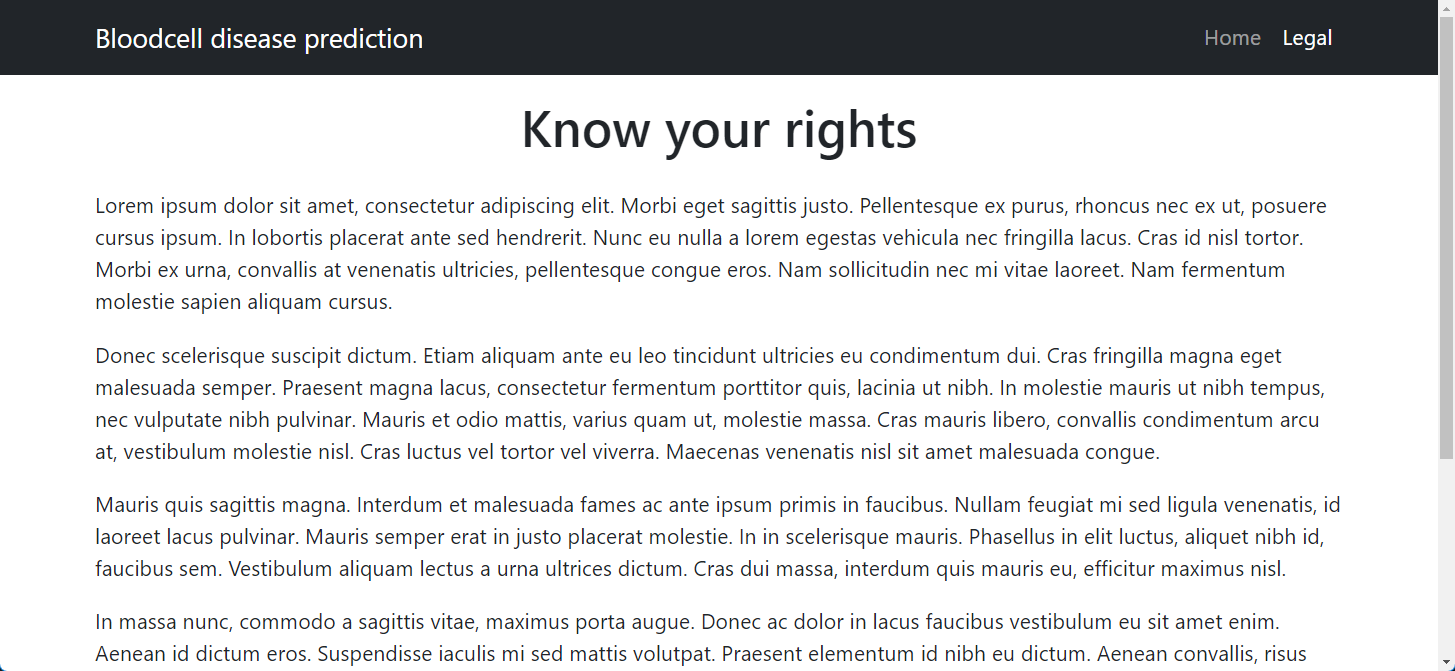 Bloodcell disease prediction
Home Legal
Know your rights
Lorem ipsum dolor sit amet, consectetur adipiscing elit. Morbi eget sagittis justo. Pellentesque ex purus, rhoncus nec ex ut, posuere
cursus ipsum. In lobortis placerat ante sed hendrerit. Nunc eu nulla a lorem egestas vehicula nec fringilla lacus. Cras id nisl tortor.
Morbi ex urna, convallis at venenatis ultricies, pellentesque congue eros. Nam sollicitudin nec mi vitae laoreet. Nam fermentum
molestie sapien aliquam cursus.
Donec scelerisque suscipit dictum. Etiam aliquam ante eu leo tincidunt ultricies eu condimentum dui. Cras fringilla magna eget
malesuada semper. Praesent magna lacus, consectetur fermentum porttitor quis, lacinia ut nibh. In molestie mauris ut nibh tempus,
nec vulputate nibh pulvinar. Mauris et odio mattis, varius quam ut, molestie massa. Cras mauris libero, convallis condimentum arcu
at, vestibulum molestie nisl. Cras luctus vel tortor vel viverra. Maecenas venenatis nisl sit amet malesuada congue.
Mauris quis sagittis magna. Interdum et malesuada fames ac ante ipsum primis in faucibus. Nullam feugiat mi sed ligula venenatis, id
laoreet lacus pulvinar. Mauris semper erat in justo placerat molestie. In in scelerisque mauris. Phasellus in elit luctus, aliquet nibh id,
faucibus sem. Vestibulum aliquam lectus a urna ultrices dictum. Cras dui massa, interdum quis mauris eu, efficitur maximus nisl.
In massa nunc, commodo a sagittis vitae, maximus porta augue. Donec ac dolor in lacus faucibus vestibulum eu sit amet enim.
Aenean id dictum eros. Suspendisse iaculis mi sed mattis volutpat. Praesent elementum id nibh eu dictum. Aenean convallis, risus